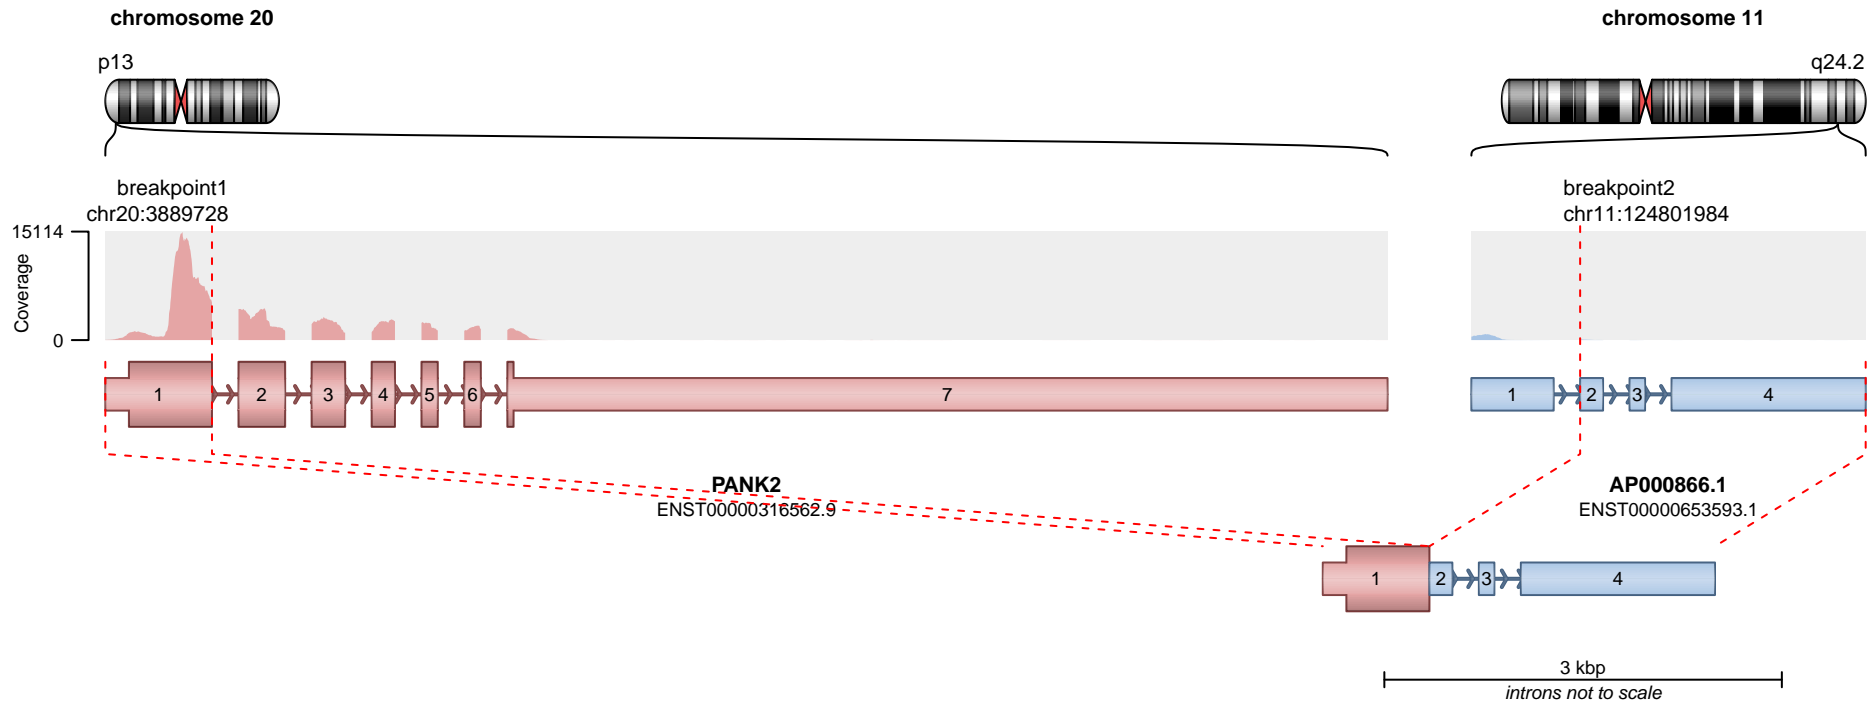 chromosome 20
chromosome 11
p13
q24.2
breakpoint1
chr20:3889728
breakpoint2
chr11:124801984
15114
Coverage
0
1 2 3 4 5 6 7
1 2 3 4
PANK2
ENST00000316562.9
AP000866.1
ENST00000653593.1
1 2 3 4
3 kbp
introns not to scale